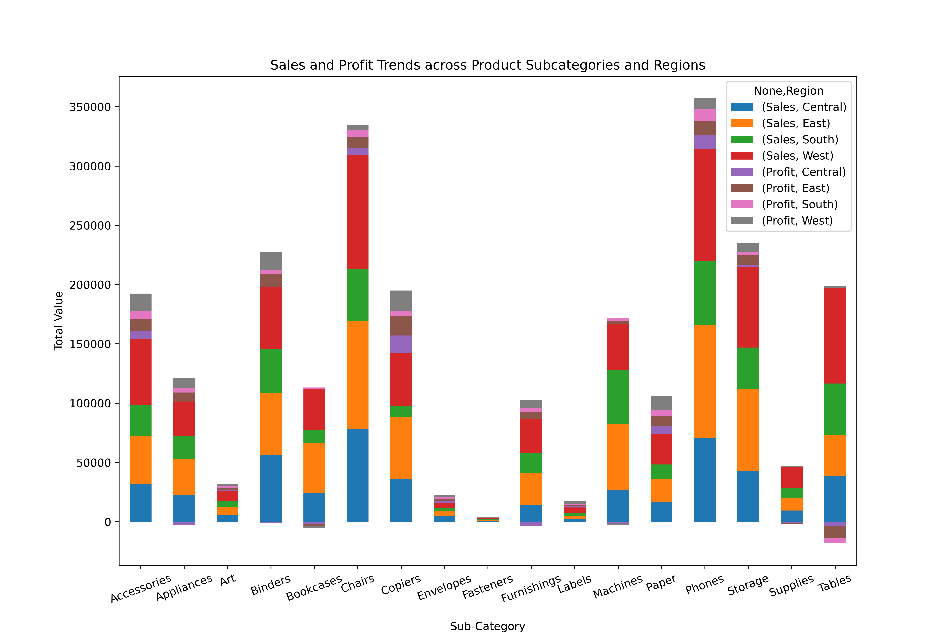 Sales and Profit Trends across Product Subcategories and Regions
None,Region
(Sales, Central)
(Sales, East)
(Sales, South)
(Sales, West)
(Profit, Central)
(Profit, East)
(Profit, South)
(Profit, West)
Total Value
350000
300000
250000
200000
150000
100000
50000
0
Accessories
Appliances
Art
Binders
Bookcases
Chairs
Copiers
Envelopes
Fasteners
Furnishings
Labels
Machines
Paper
Phones
Storage
Supplies
Tables
Sub-Category